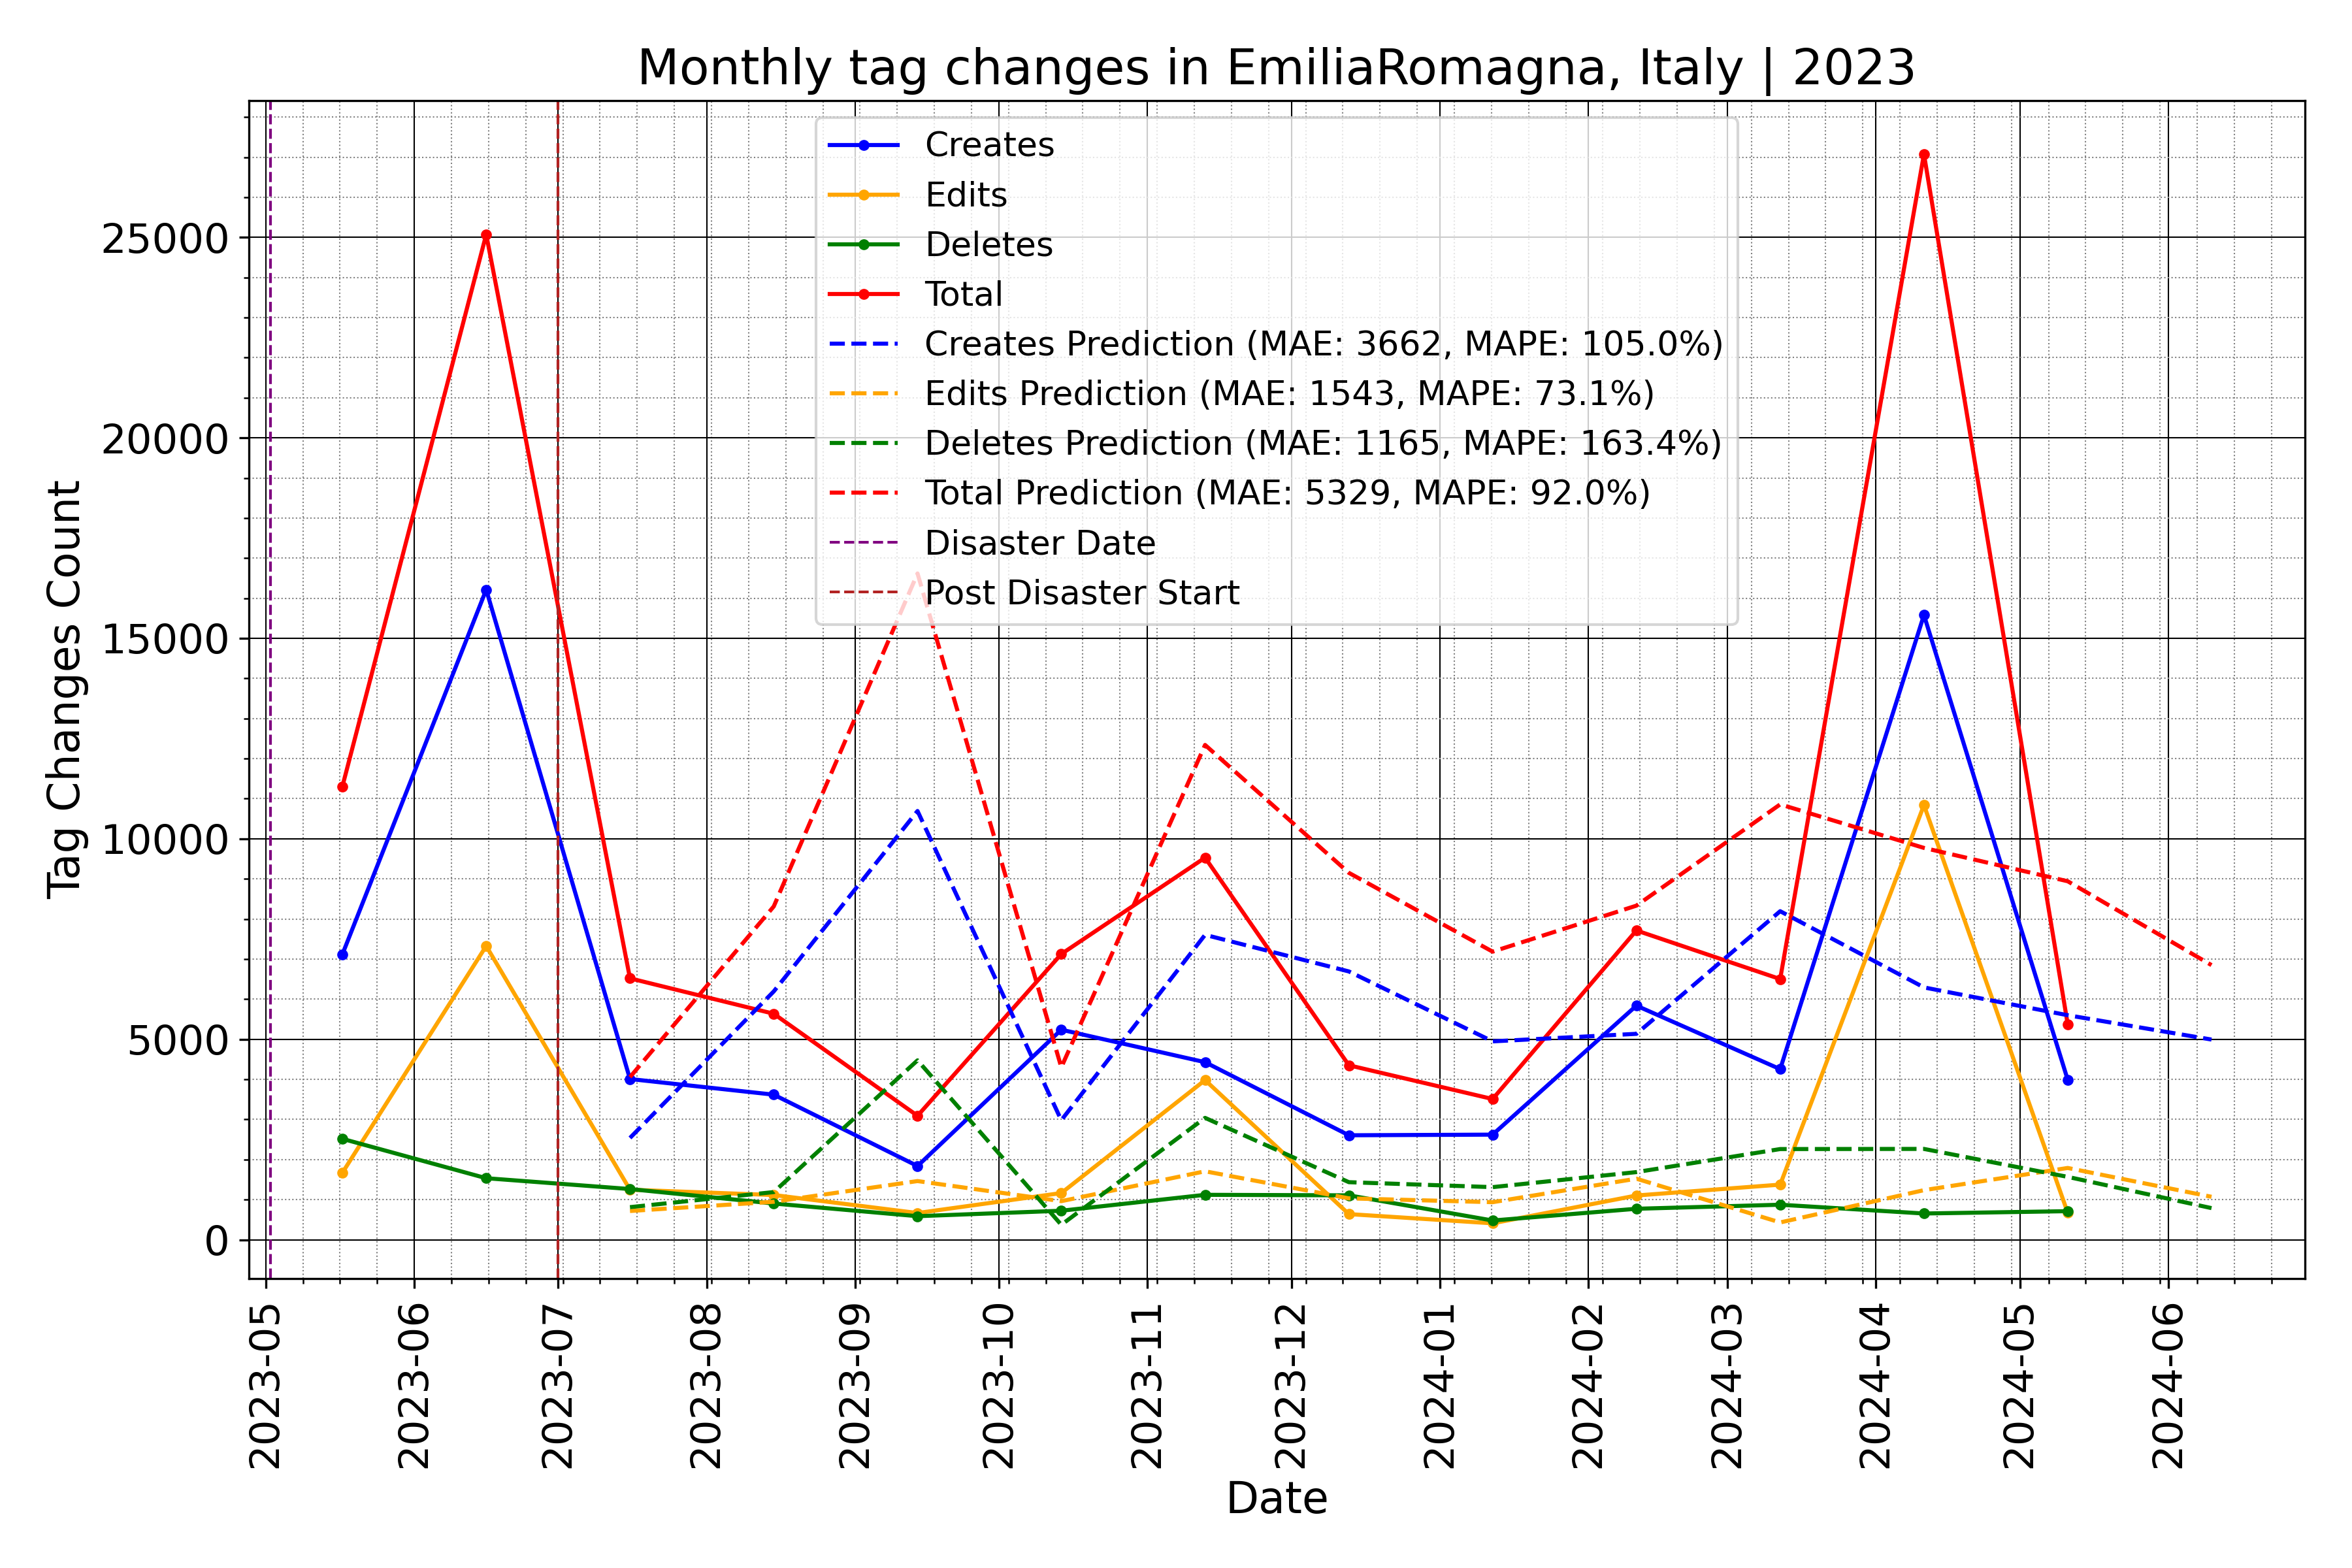 Monthly tag changes in EmiliaRomagna, Italy | 2023
Creates
Edits
Deletes
Total
Creates Prediction (MAE: 3662, MAPE: 105.0%)
Edits Prediction (MAE: 1543, MAPE: 73.1%)
Deletes Prediction (MAE: 1165, MAPE: 163.4%)
Total Prediction (MAE: 5329, MAPE: 92.0%)
Disaster Date
Post Disaster Start
Tag Changes Count
25000
20000
15000
10000
5000
0
2023-05
2023-06
2023-07
2023-08
2023-09
2023-10
2023-11
2023-12
2024-01
2024-02
2024-03
2024-04
2024-05
2024-06
Date